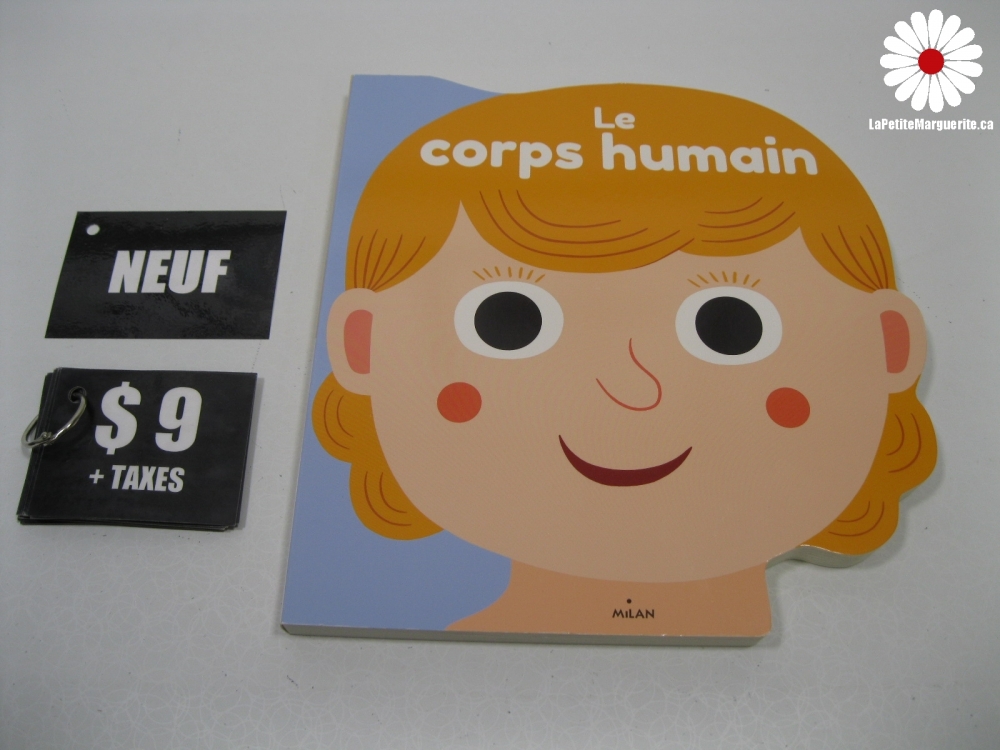 LaPetiteMarguerite.ca
Le
corps humain
NEUF
$ 9
+ TAXES
MiLAN